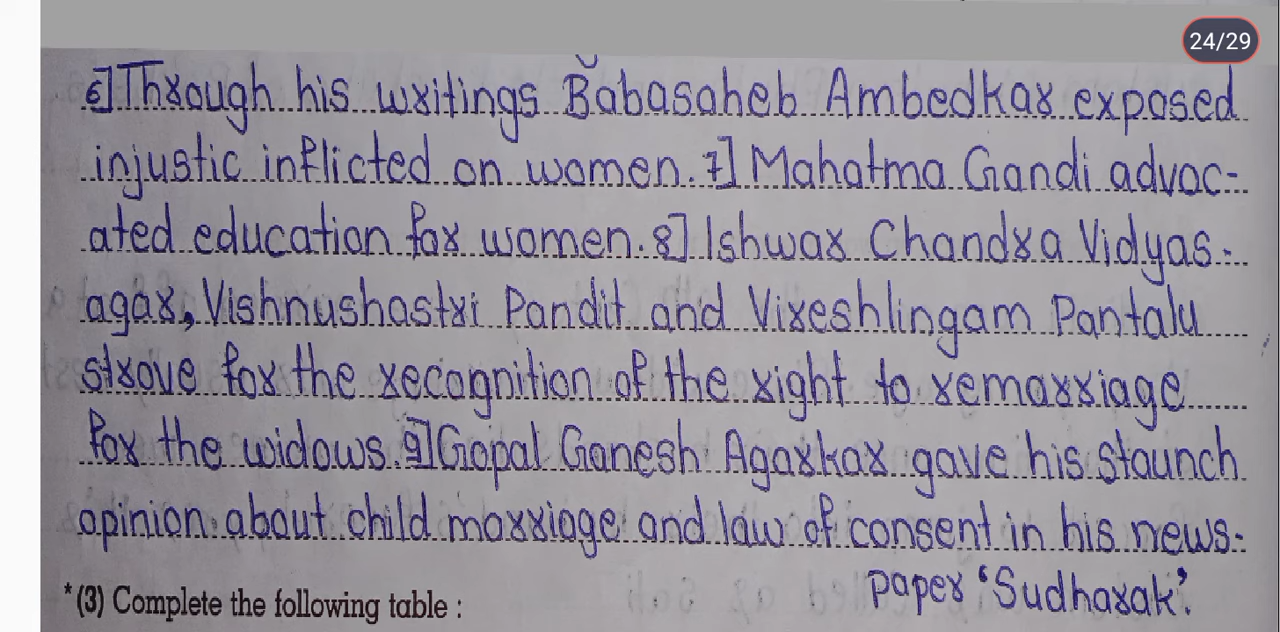 24/29
6] Through his writings Babasaheb Ambedkar exposed
injustic inflicted on women. 7] Mahatma Gandi advoc-
ated education for women. 8] Ishwar Chandra Vidyas-
agar, Vishnushastri Pandit and Vireshlingam Pantalu
strove for the recognition of the right to remarriage
for the widows. 9] Gopal Ganesh Agarkar gave his staunch
opinion about child marriage and law of consent in his news-
paper ‘Sudharak’.
*(3) Complete the following table :